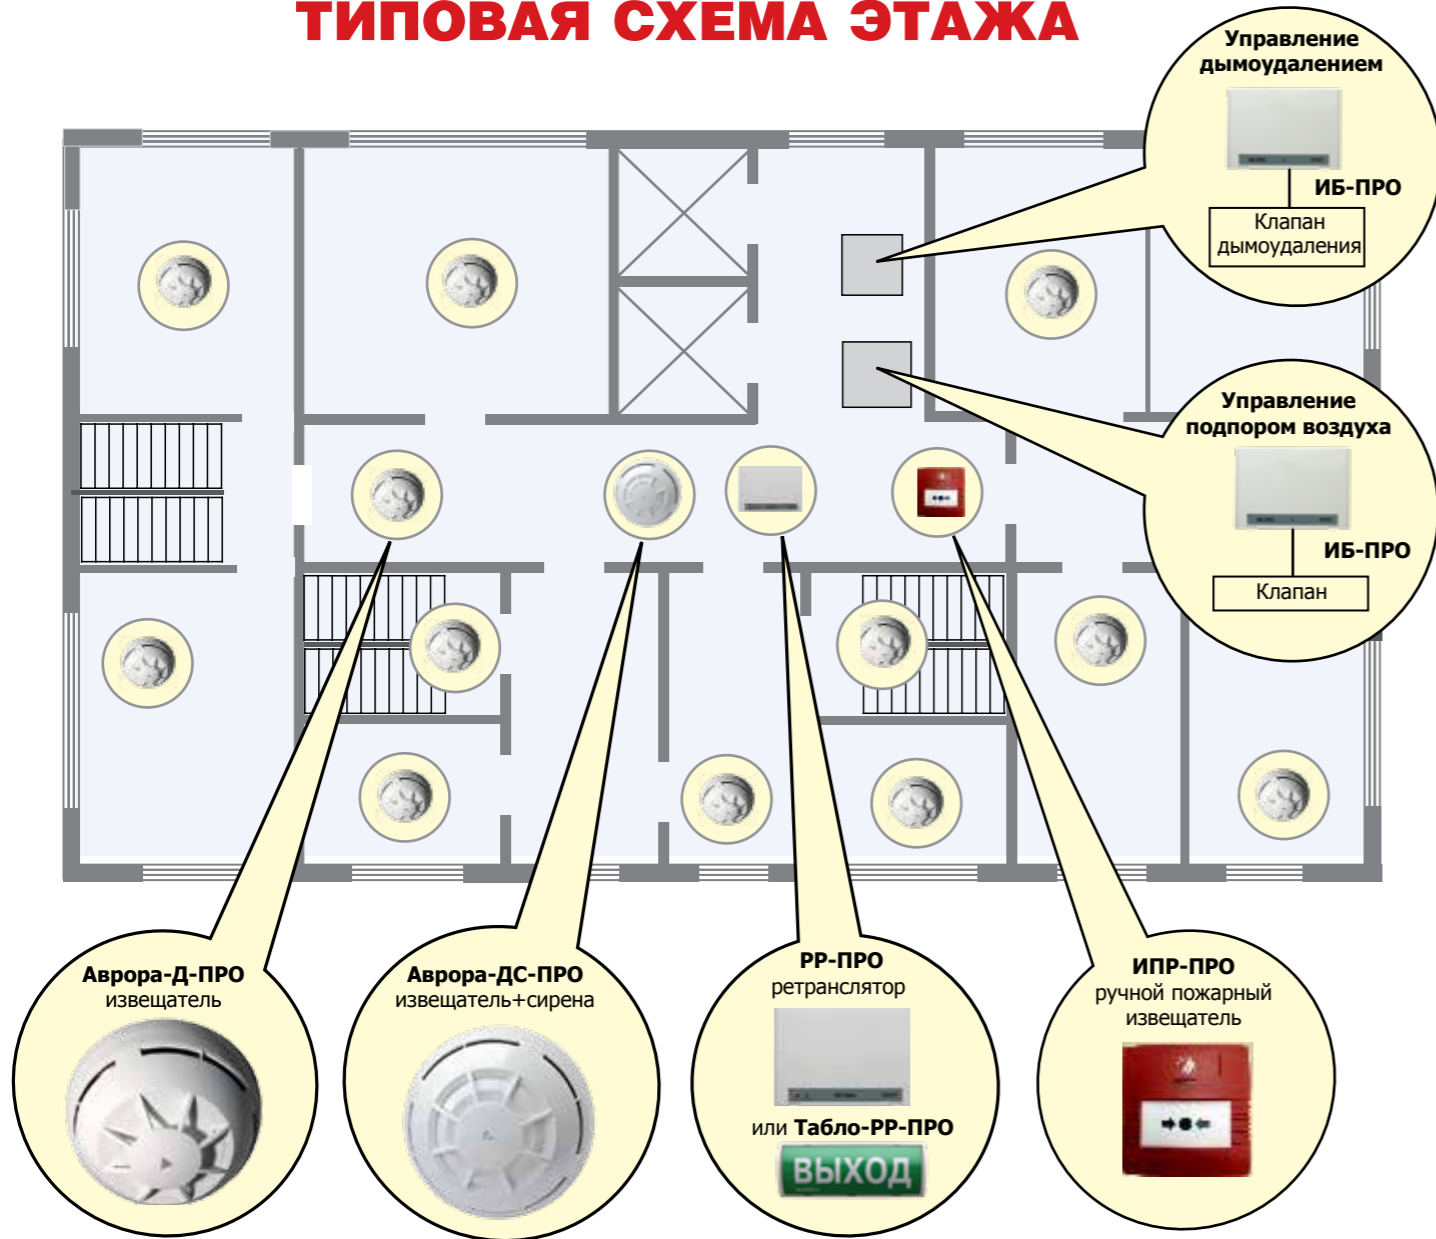 ТИПОВАЯ СХЕМА ЭТАЖА
Управление
дымоудалением
ИБ-ПРО
Клапан
дымоудаления
Управление
подпором воздуха
ИБ-ПРО
Клапан
Аврора-Д-ПРО
извещатель
Аврора-ДС-ПРО
извещатель+сирена
РР-ПРО
ретранслятор
или Табло-РР-ПРО
ВЫХОД
ИПР-ПРО
ручной пожарный
извещатель